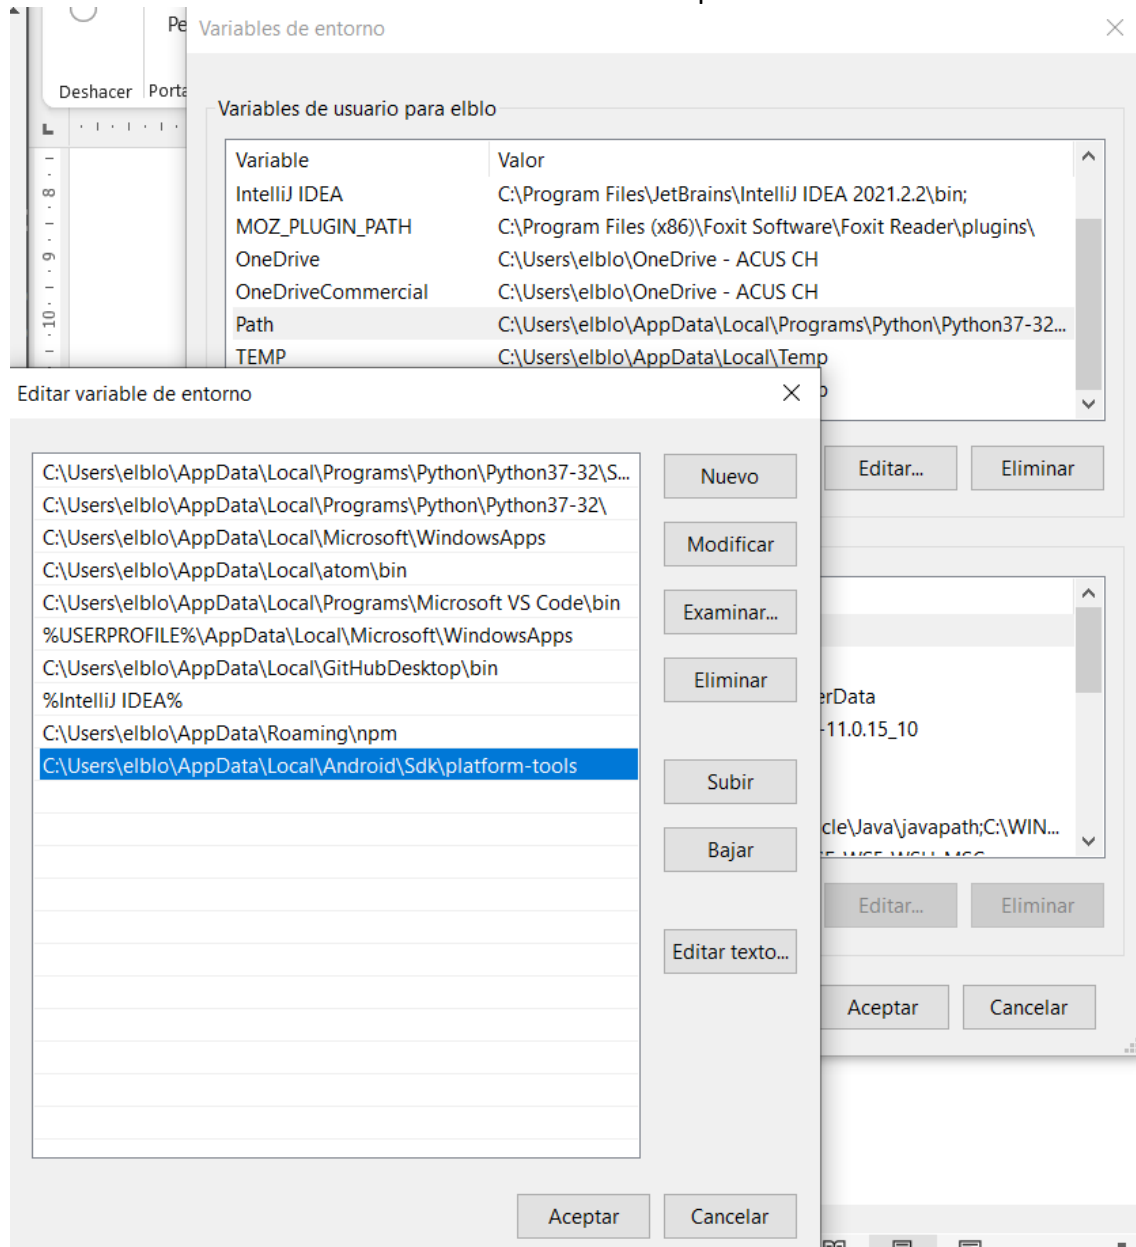 Pe
Variables de entorno
Deshacer
Porta
Variables de usuario para elblo
Variable Valor
IntelliJ IDEA C:\Program Files\JetBrains\IntelliJ IDEA 2021.2.2\bin;
MOZ_PLUGIN_PATH C:\Program Files (x86)\Foxit Software\Foxit Reader\plugins\
OneDrive C:\Users\elblo\OneDrive - ACUS CH
OneDriveCommercial C:\Users\elblo\OneDrive - ACUS CH
Path C:\Users\elblo\AppData\Local\Programs\Python\Python37-32...
TEMP C:\Users\elblo\AppData\Local\Temp
8
9
10
Editar variable de entorno
C:\Users\elblo\AppData\Local\Programs\Python\Python37-32\S...
C:\Users\elblo\AppData\Local\Programs\Python\Python37-32\
C:\Users\elblo\AppData\Local\Microsoft\WindowsApps
C:\Users\elblo\AppData\Local\atom\bin
C:\Users\elblo\AppData\Local\Programs\Microsoft VS Code\bin
%USERPROFILE%\AppData\Local\Microsoft\WindowsApps
C:\Users\elblo\AppData\Local\GitHubDesktop\bin
%IntelliJ IDEA%
C:\Users\elblo\AppData\Roaming\npm
C:\Users\elblo\AppData\Local\Android\Sdk\platform-tools
Nuevo
Modificar
Examinar...
Eliminar
Subir
Bajar
Editar texto...
Aceptar Cancelar
Editar... Eliminar
erData
-11.0.15_10
cle\Java\javapath;C:\WIN...
Editar... Eliminar
Aceptar Cancelar